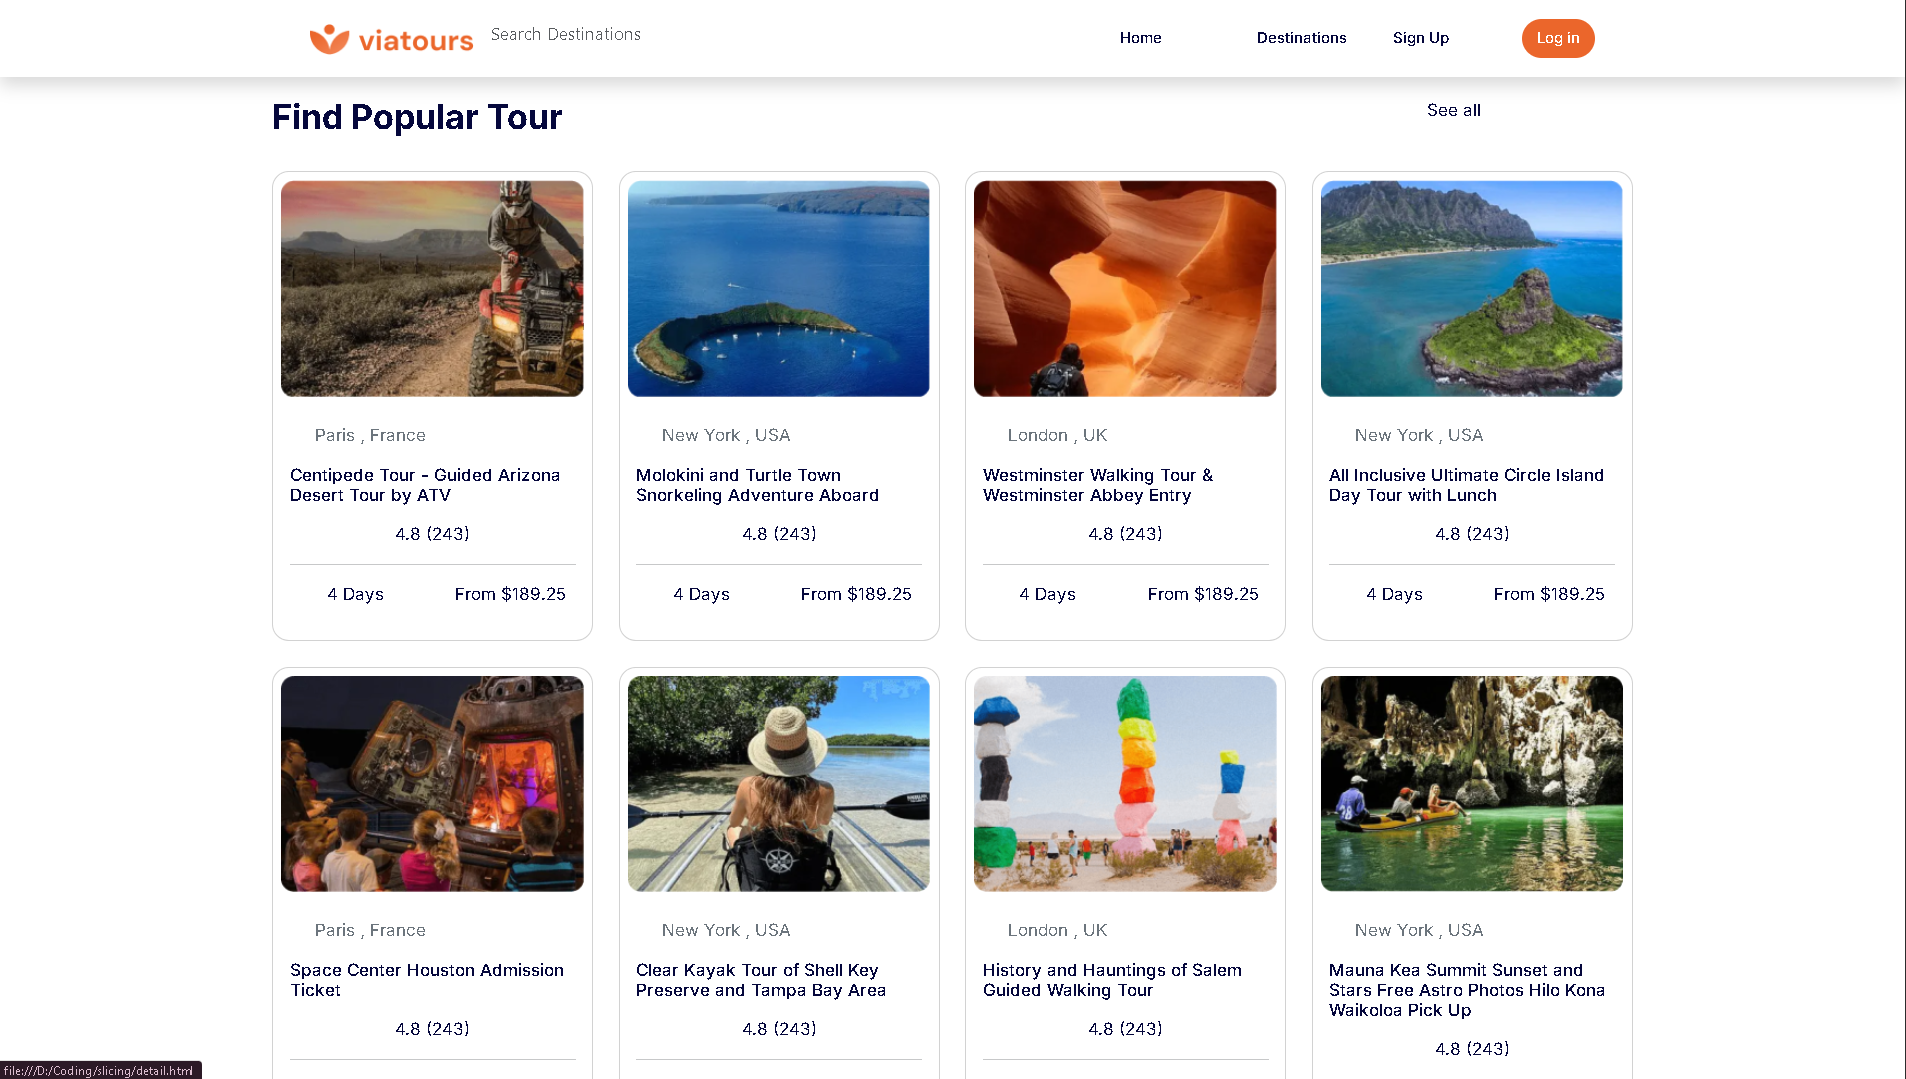 viatours
Search Destinations
Home
Destinations
Sign Up
Log in
Find Popular Tour
See all
Paris , France
Centipede Tour - Guided Arizona
Desert Tour by ATV
4.8 (243)
4 Days
From $189.25
New York , USA
Molokini and Turtle Town
Snorkeling Adventure Aboard
4.8 (243)
4 Days
From $189.25
London , UK
Westminster Walking Tour &
Westminster Abbey Entry
4.8 (243)
4 Days
From $189.25
New York , USA
All Inclusive Ultimate Circle Island
Day Tour with Lunch
4.8 (243)
4 Days
From $189.25
Paris , France
Space Center Houston Admission
Ticket
4.8 (243)
New York , USA
Clear Kayak Tour of Shell Key
Preserve and Tampa Bay Area
4.8 (243)
London , UK
History and Hauntings of Salem
Guided Walking Tour
4.8 (243)
28
New York , USA
Mauna Kea Summit Sunset and
Stars Free Astro Photos Hilo Kona
Waikoloa Pick Up
4.8 (243)
file:///D:/Coding/slicing/detail.html